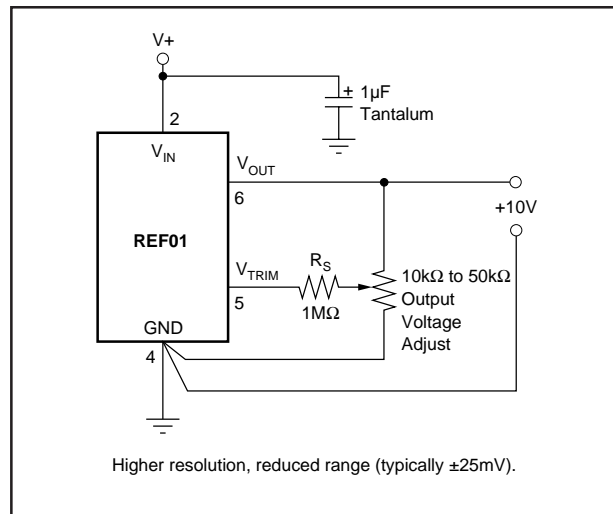 V+
+ 1µF
Tantalum
2
VIN
VOUT
6
+10V
REF01
RS
10kΩ to 50kΩ
VTRIM
Output
5
1MΩ
Voltage
GND
Adjust
4
Higher resolution, reduced range (typically ±25mV).